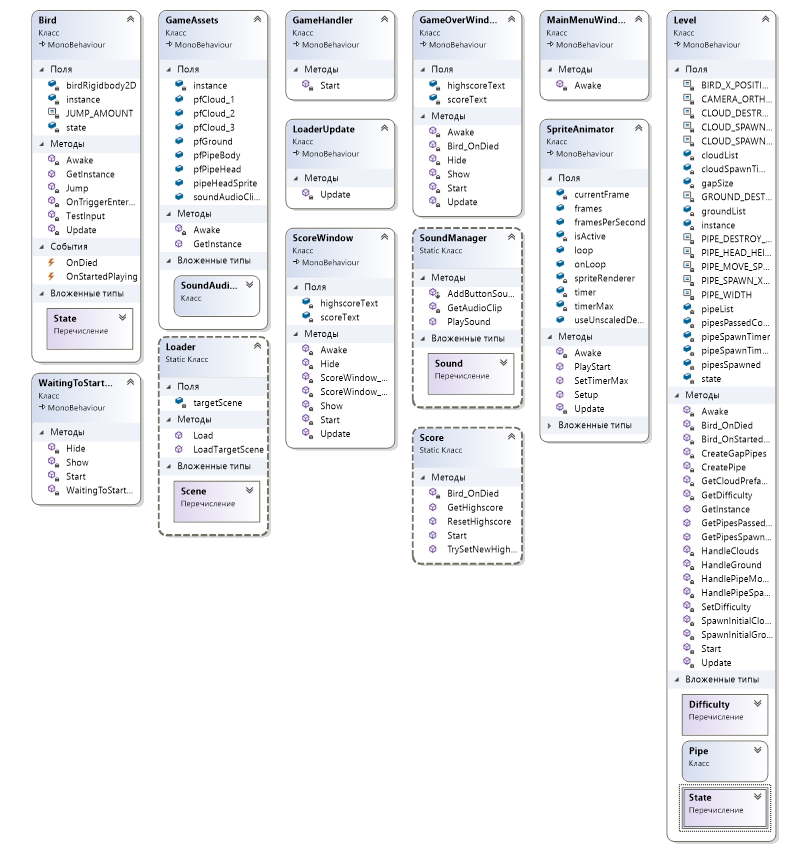 Bird
Класс
MonoBehaviour
Поля
birdRigidbody2D
instance
JUMP_AMOUNT
state
Методы
Awake
GetInstance
Jump
OnTriggerEnter...
TestInput
Update
События
OnDied
OnStartedPlaying
Вложенные типы
State
Перечисление
WaitingToStart...
Класс
MonoBehaviour
Методы
Hide
Show
Start
WaitingToStart...
GameAssets
Класс
MonoBehaviour
Поля
instance
pfCloud_1
pfCloud_2
pfCloud_3
pfGround
pfPipeBody
pfPipeHead
pipeHeadSprite
soundAudioCli...
Методы
Awake
GetInstance
Вложенные типы
SoundAudi...
Класс
Loader
Static Класс
Поля
targetScene
Методы
Load
LoadTargetScene
Вложенные типы
Scene
Перечисление
GameHandler
Класс
MonoBehaviour
Методы
Start
LoaderUpdate
Класс
MonoBehaviour
Методы
Update
ScoreWindow
Класс
MonoBehaviour
Поля
highscoreText
scoreText
Методы
Awake
Hide
ScoreWindow_...
ScoreWindow_...
Show
Start
Update
GameOverWind...
Класс
MonoBehaviour
Поля
highscoreText
scoreText
Методы
Awake
Bird_OnDied
Hide
Show
Start
Update
SoundManager
Static Класс
Методы
AddButtonSou...
GetAudioClip
PlaySound
Вложенные типы
Sound
Перечисление
Score
Static Класс
Методы
Bird_OnDied
GetHighscore
ResetHighscore
Start
TrySetNewHigh...
MainMenuWind...
Класс
MonoBehaviour
Методы
Awake
SpriteAnimator
Класс
MonoBehaviour
Поля
currentFrame
frames
framesPerSecond
isActive
loop
onLoop
spriteRenderer
timer
timerMax
useUnscaledDe...
Методы
Awake
PlayStart
SetTimerMax
Setup
Update
Вложенные типы
Level
Класс
MonoBehaviour
Поля
BIRD_X_POSITI...
CAMERA_ORTH...
CLOUD_DESTR...
CLOUD_SPAWN...
CLOUD_SPAWN...
cloudList
cloudSpawnTi...
gapSize
GROUND_DEST...
groundList
instance
PIPE_DESTROY_...
PIPE_HEAD_HEI...
PIPE_MOVE_SP...
PIPE_SPAWN_X...
PIPE_WIDTH
pipeList
pipesPassedCo...
pipeSpawnTimer
pipeSpawnTim...
pipesSpawned
state
Методы
Awake
Bird_OnDied
Bird_OnStarted...
CreateGapPipes
CreatePipe
GetCloudPrefa...
GetDifficulty
GetInstance
GetPipesPassed...
GetPipesSpawn...
HandleClouds
HandleGround
HandlePipeMo...
HandlePipeSpa...
SetDifficulty
SpawnInitialClo...
SpawnInitialGro...
Start
Update
Вложенные типы
Difficulty
Перечисление
Pipe
Класс
State
Перечисление